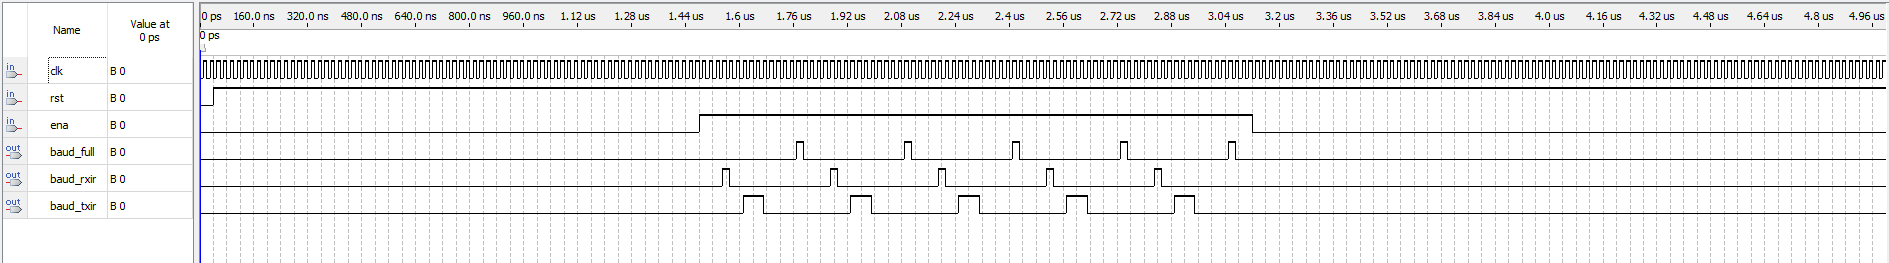 Name
Value at
0 ps
0 ps 160.0 ns 320.0 ns 480.0 ns 640.0 ns 800.0 ns 960.0 ns 1.12 us 1.28 us 1.44 us 1.6 us 1.76 us 1.92 us 2.08 us 2.24 us 2.4 us 2.56 us 2.72 us 2.88 us 3.04 us 3.2 us 3.36 us 3.52 us 3.68 us 3.84 us 4.0 us 4.16 us 4.32 us 4.48 us 4.64 us 4.8 us 4.96 us
0 ps
in clk B 0
in rst B 0
in ena B 0
out baud_full B 0
out baud_rxir B 0
out baud_txir B 0